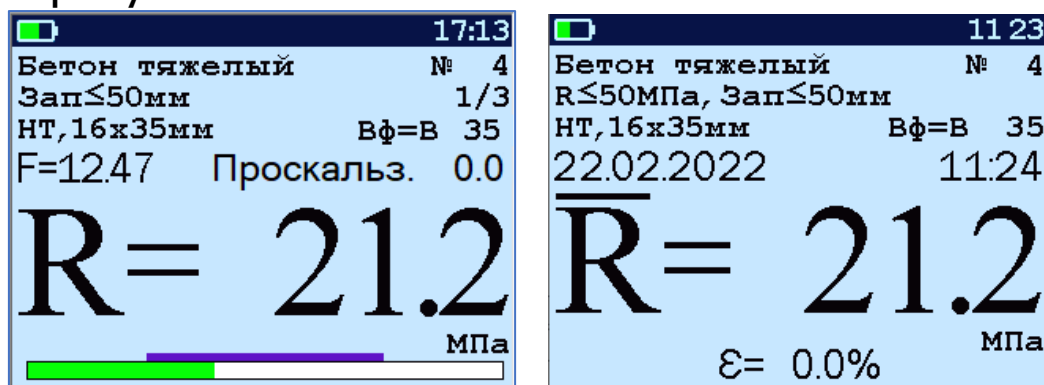 17:13
Бетон тяжелый № 4
Зап≤50мм 1/3
НТ,16х35мм Вф=В 35
F=12.47 Проскальз. 0.0
R= 21.2
МПа
11 23
Бетон тяжелый № 4
R≤50МПа, Зап≤50мм
НТ,16х35мм Вф=В 35
22.02.2022 11:24
R̅= 21.2
МПа
Ɛ= 0.0%